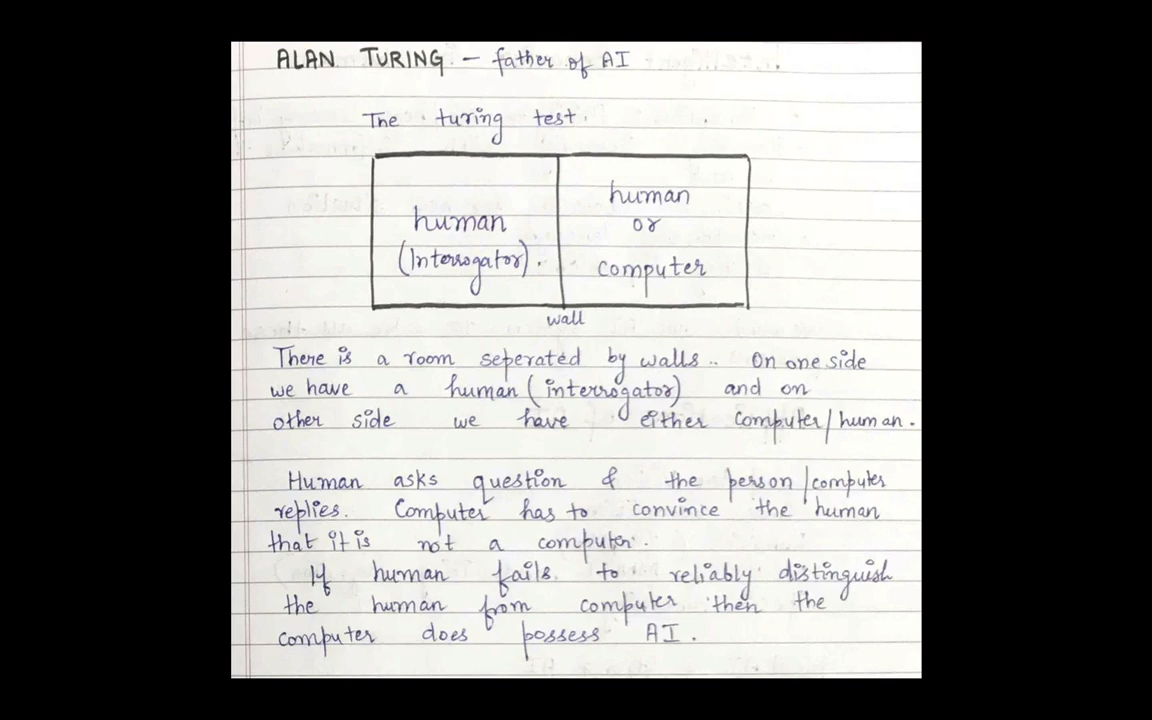 ALAN TURING - father of AI
The turing test.
human
(Interrogator).
human
or
computer
wall
There is a room seperated by walls.. On one side
we have a human (interrogator) and on
other side we have either computer/human.
Human asks question & the person/computer
replies. Computer has to convince the human
that it is not a computer.
If human fails to reliably distinguish
the human from computer then the
computer does possess AI.